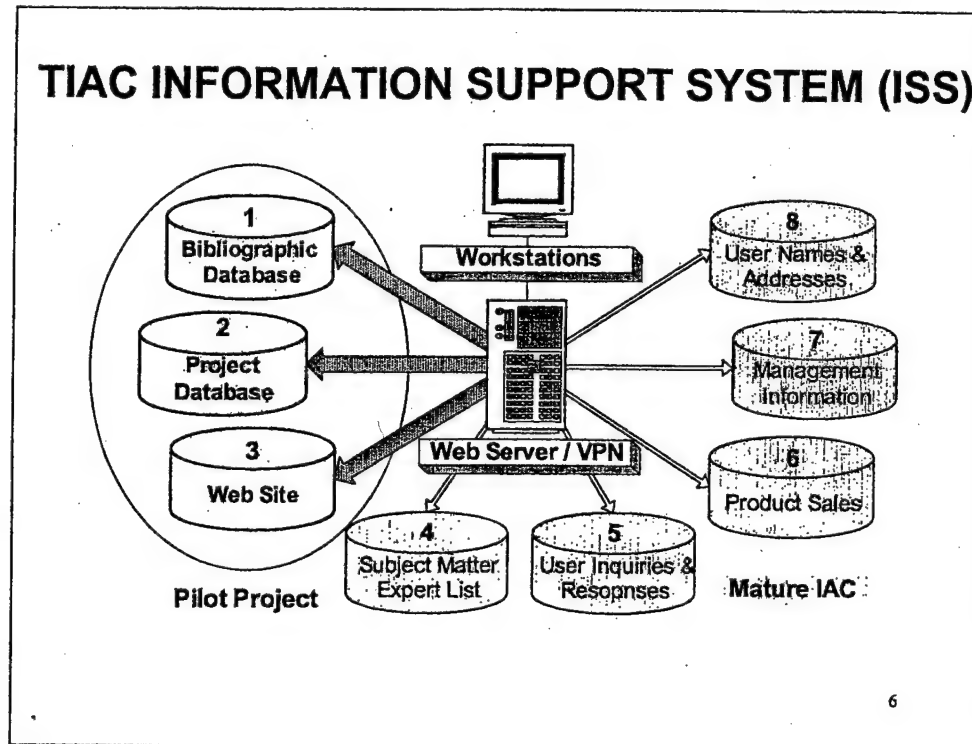 TIAC INFORMATION SUPPORT SYSTEM (ISS)
1
Bibliographic
Database
2
Project
Database
3
Web Site
Pilot Project
Workstations
Web Server / VPN
4
Subject Matter
Expert List
5
User Inquiries &
Resopnses
8
User Names &
Addresses
7
Management
Information
6
Product Sales
Mature IAC
6